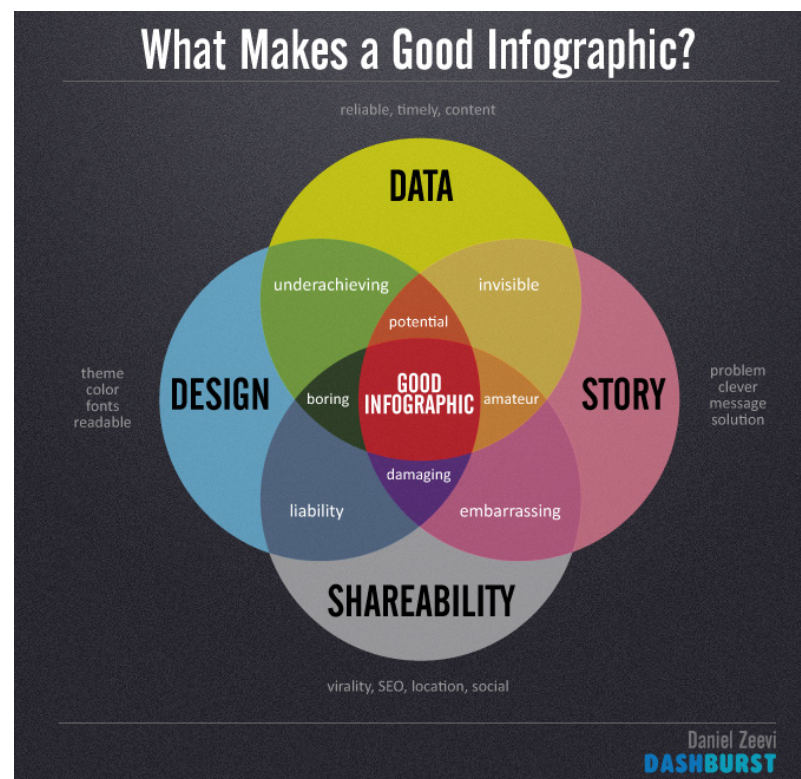 What Makes a Good Infographic?
reliable, timely, content
DATA
underachieving
invisible
potential
theme
color
fonts
readable
DESIGN
boring
GOOD
INFOGRAPHIC
amateur
STORY
problem
clever
message
solution
damaging
liability
embarrassing
SHAREABILITY
virality, SEO, location, social
Daniel Zeevi
DASHBURST